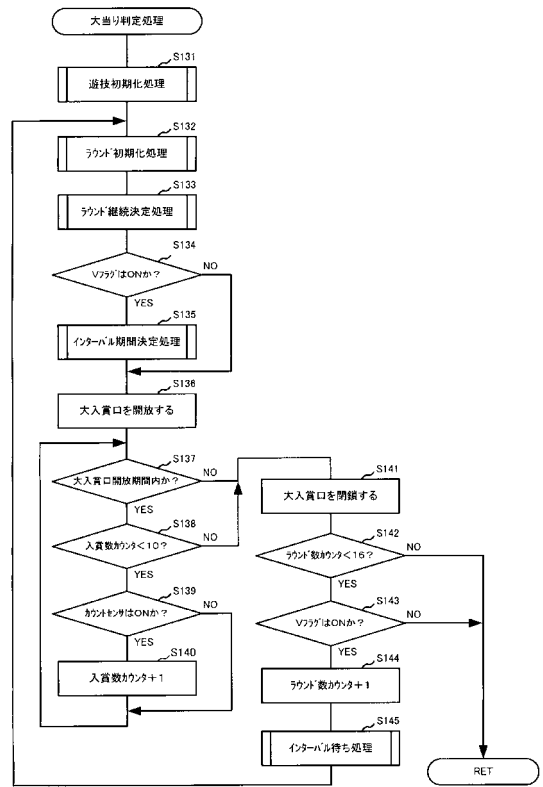 大当り判定処理
S131
遊技初期化処理
S132
ラウンド初期化処理
S133
ラウンド継続決定処理
S134
VフラグはONか？
NO
YES
S135
インターバル期間決定処理
S136
大入賞口を開放する
S137
大入賞口開放期間内か？
NO
YES
S138
入賞数カウンタ＜10？
NO
YES
S139
カウントセンサはONか？
NO
YES
S140
入賞数カウンタ＋1
S141
大入賞口を閉鎖する
S142
ラウンド数カウンタ＜16？
NO
YES
S143
VフラグはONか？
NO
YES
S144
ラウンド数カウンタ＋1
S145
インターバル待ち処理
RET